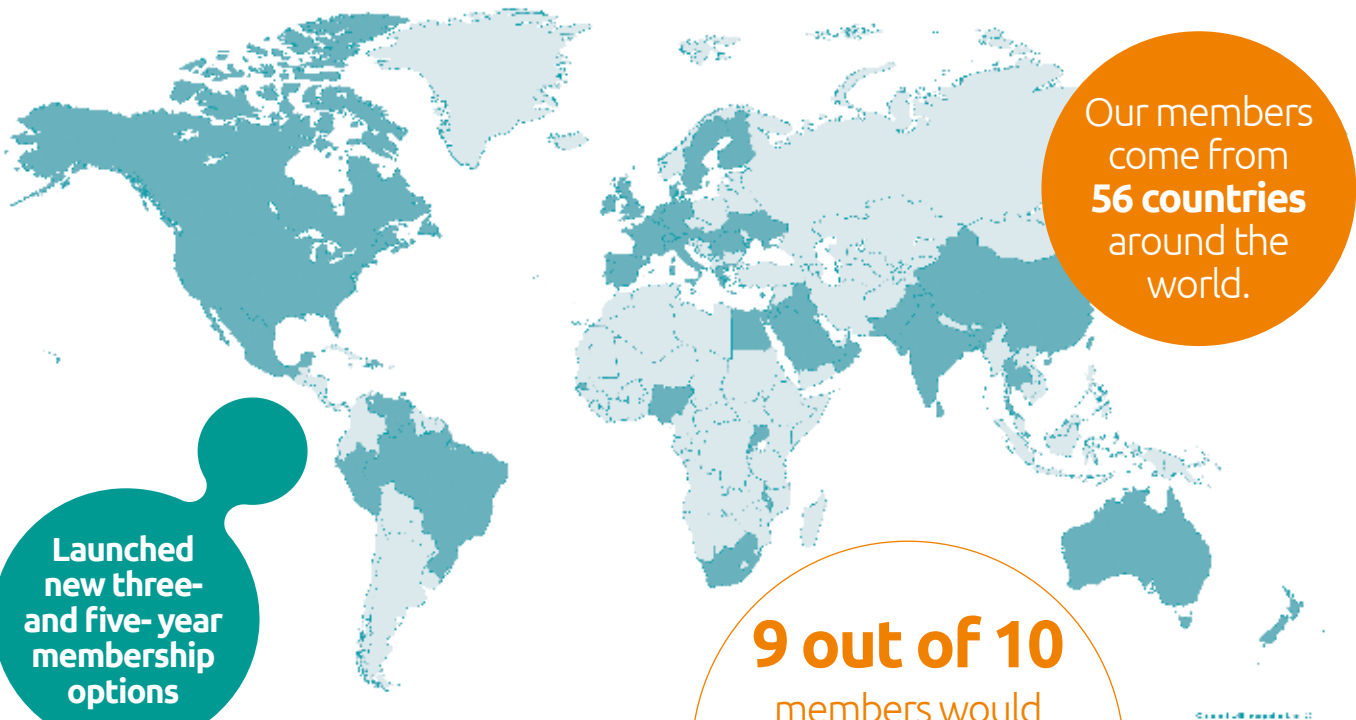 Our members
come from
56 countries
around the
world.
Launched
new three-
and five- year
membership
options
9 out of 10
members would